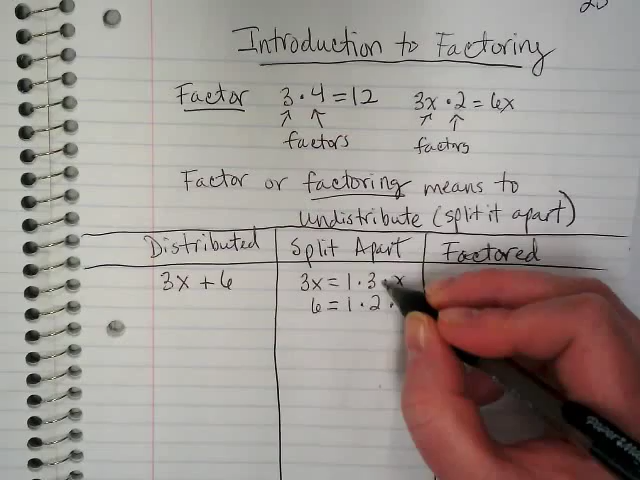 Introduction to Factoring
Factor 3 · 4 = 12 3x · 2 = 6x
factors factors
Factor or factoring means to
undistribute (split it apart)
Distributed Split Apart Factored
3x + 6 3x = 1 · 3 · x
6 = 1 · 2 ·